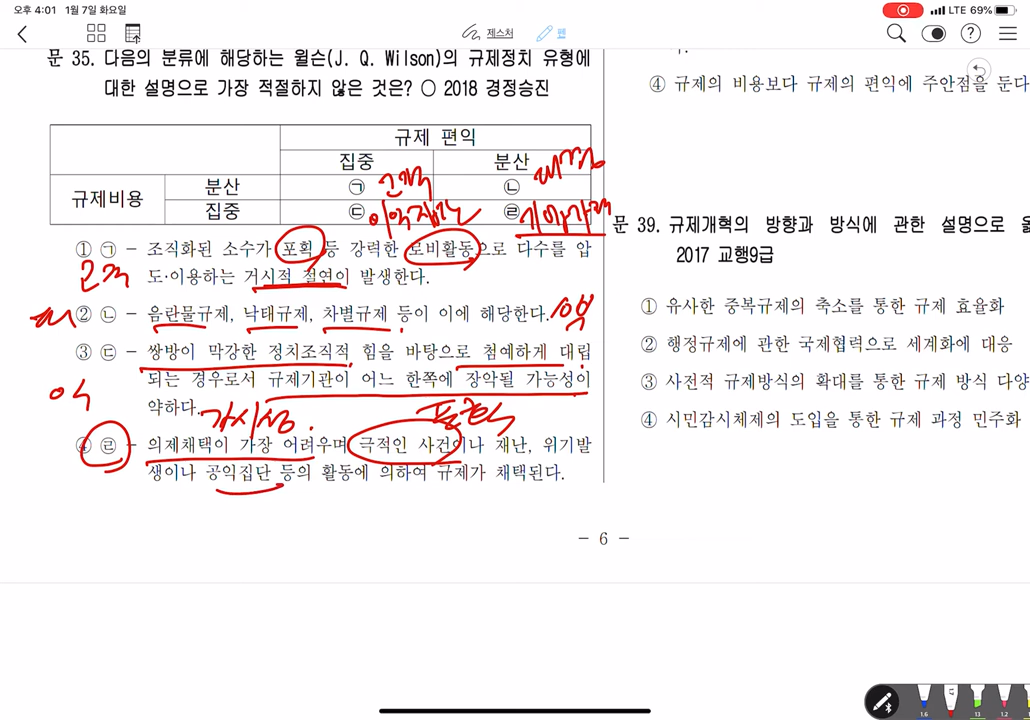 오후 4:01 1월 7일 화요일
LTE 69%
제스처
펜
문 35. 다음의 분류에 해당하는 윌슨(J. Q. Wilson)의 규제정치 유형에
대한 설명으로 가장 적절하지 않은 것은? ○ 2018 경정승진
규제 편익
집중 분산
규제비용
분산 ㉠ ㉡
집중 ㉢ ㉣
① ㉠ - 조직화된 소수가 포획 등 강력한 로비활동으로 다수를 압
도·이용하는 거시적 절연이 발생한다.
② ㉡ - 음란물규제, 낙태규제, 차별규제 등이 이에 해당한다.
③ ㉢ - 쌍방이 막강한 정치조직적 힘을 바탕으로 첨예하게 대립
되는 경우로서 규제기관이 어느 한쪽에 장악될 가능성이
약하다.
④ ㉣ - 의제채택이 가장 어려우며 극적인 사건이나 재난, 위기발
생이나 공익집단 등의 활동에 의하여 규제가 채택된다.
- 6 -
④ 규제의 비용보다 규제의 편익에 주안점을 둔다
문 39. 규제개혁의 방향과 방식에 관한 설명으로
2017 교행9급
① 유사한 중복규제의 축소를 통한 규제 효율화
② 행정규제에 관한 국제협력으로 세계화에 대응
③ 사전적 규제방식의 확대를 통한 규제 방식 다양
④ 시민감시체제의 도입을 통한 규제 과정 민주화
1.6 1.7 13 1.2